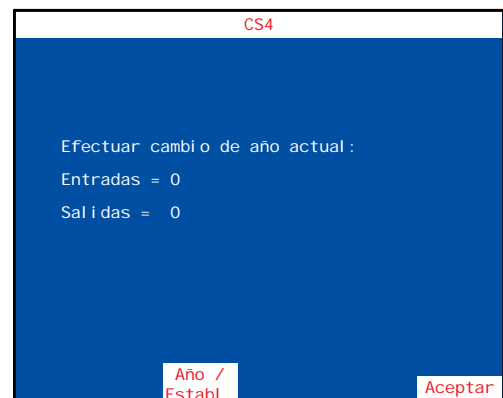 CS4
Efectuar cambio de año actual:
Entradas = 0
Salidas = 0
Año /
Establ
Aceptar